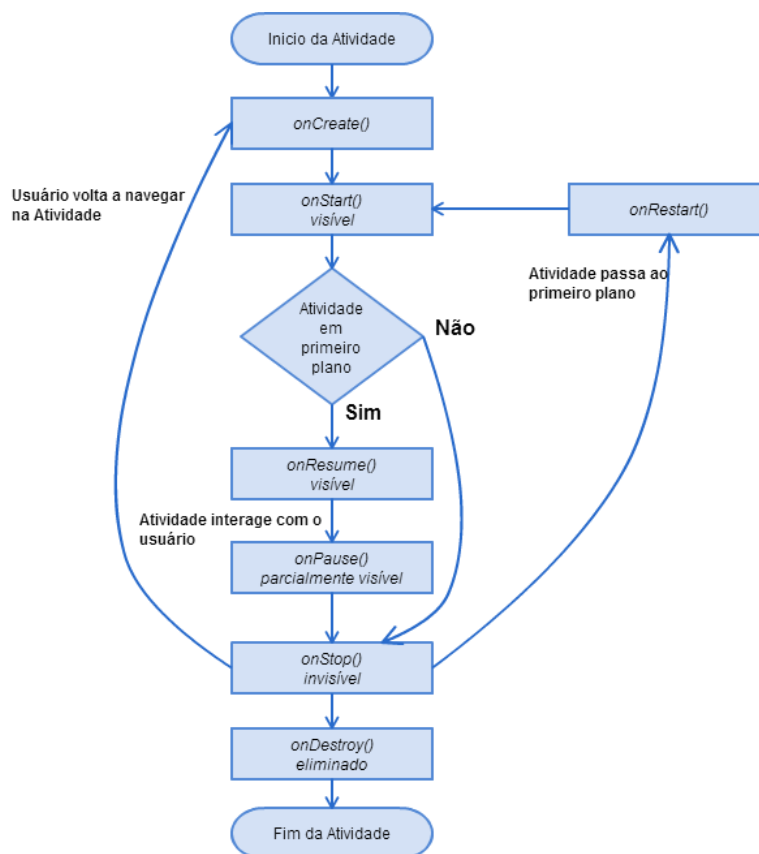 Inicio da Atividade
onCreate()
Usuário volta a navegar
na Atividade
onStart()
visível
onRestart()
Atividade passa ao
primeiro plano
Atividade
em
primeiro
plano
Não
Sim
onResume()
visível
Atividade interage com o
usuário
onPause()
parcialmente visível
onStop()
invisível
onDestroy()
eliminado
Fim da Atividade